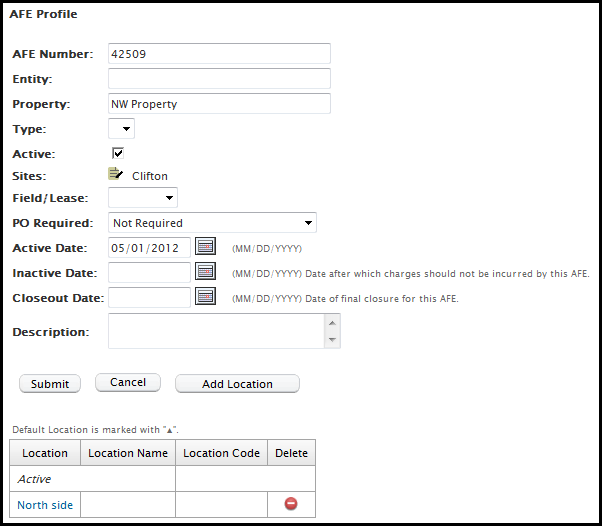 AFE Profile
AFE Number: 42509
Entity:
Property: NW Property
Type:
Active:
Sites: Clifton
Field/Lease:
PO Required: Not Required
Active Date: 05/01/2012 (MM/DD/YYYY)
Inactive Date: (MM/DD/YYYY) Date after which charges should not be incurred by this AFE.
Closeout Date: (MM/DD/YYYY) Date of final closure for this AFE.
Description:
Submit Cancel Add Location
Default Location is marked with "▲".
Location Location Name Location Code Delete
Active
North side